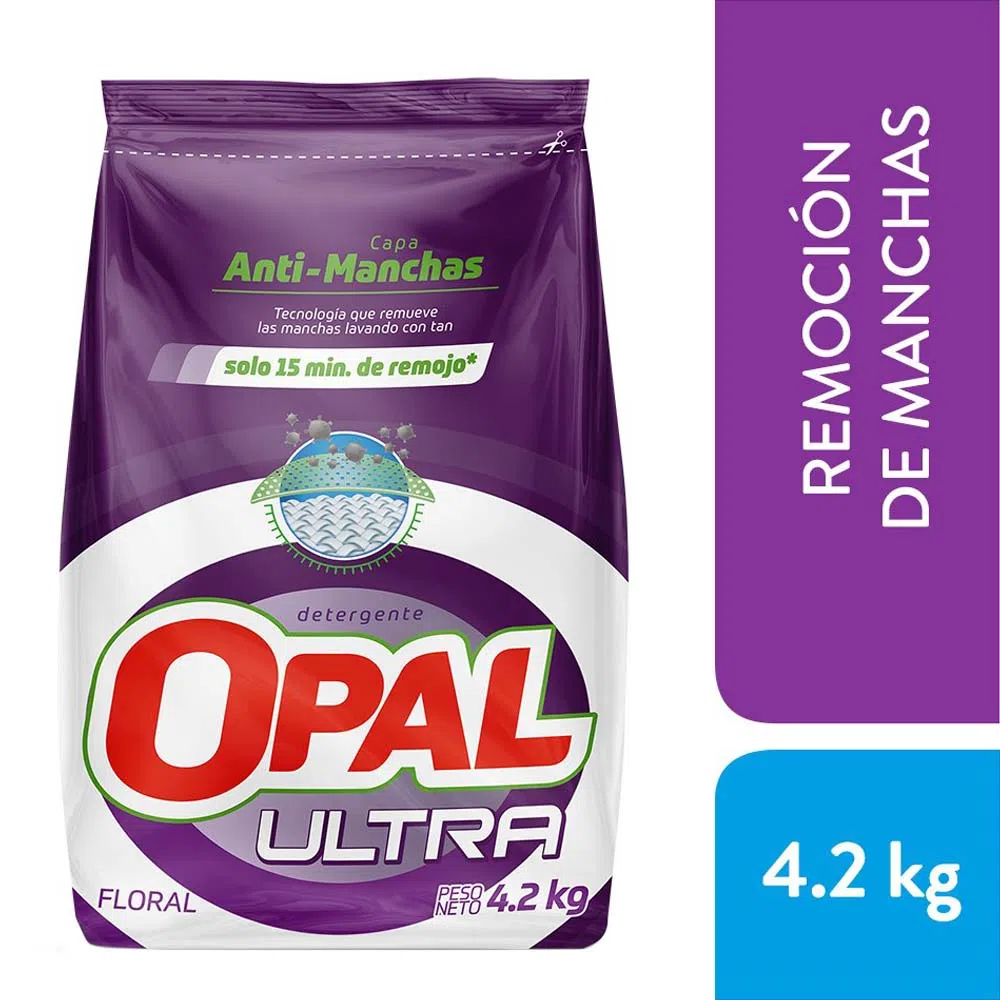 Capa
Anti-Manchas
Tecnología que remueve
las manchas lavando con tan
solo 15 min. de remojo*
detergente
OPAL
ULTRA
FLORAL
PESO
NETO 4.2 kg
REMOCIÓN
DE MANCHAS
4.2 kg